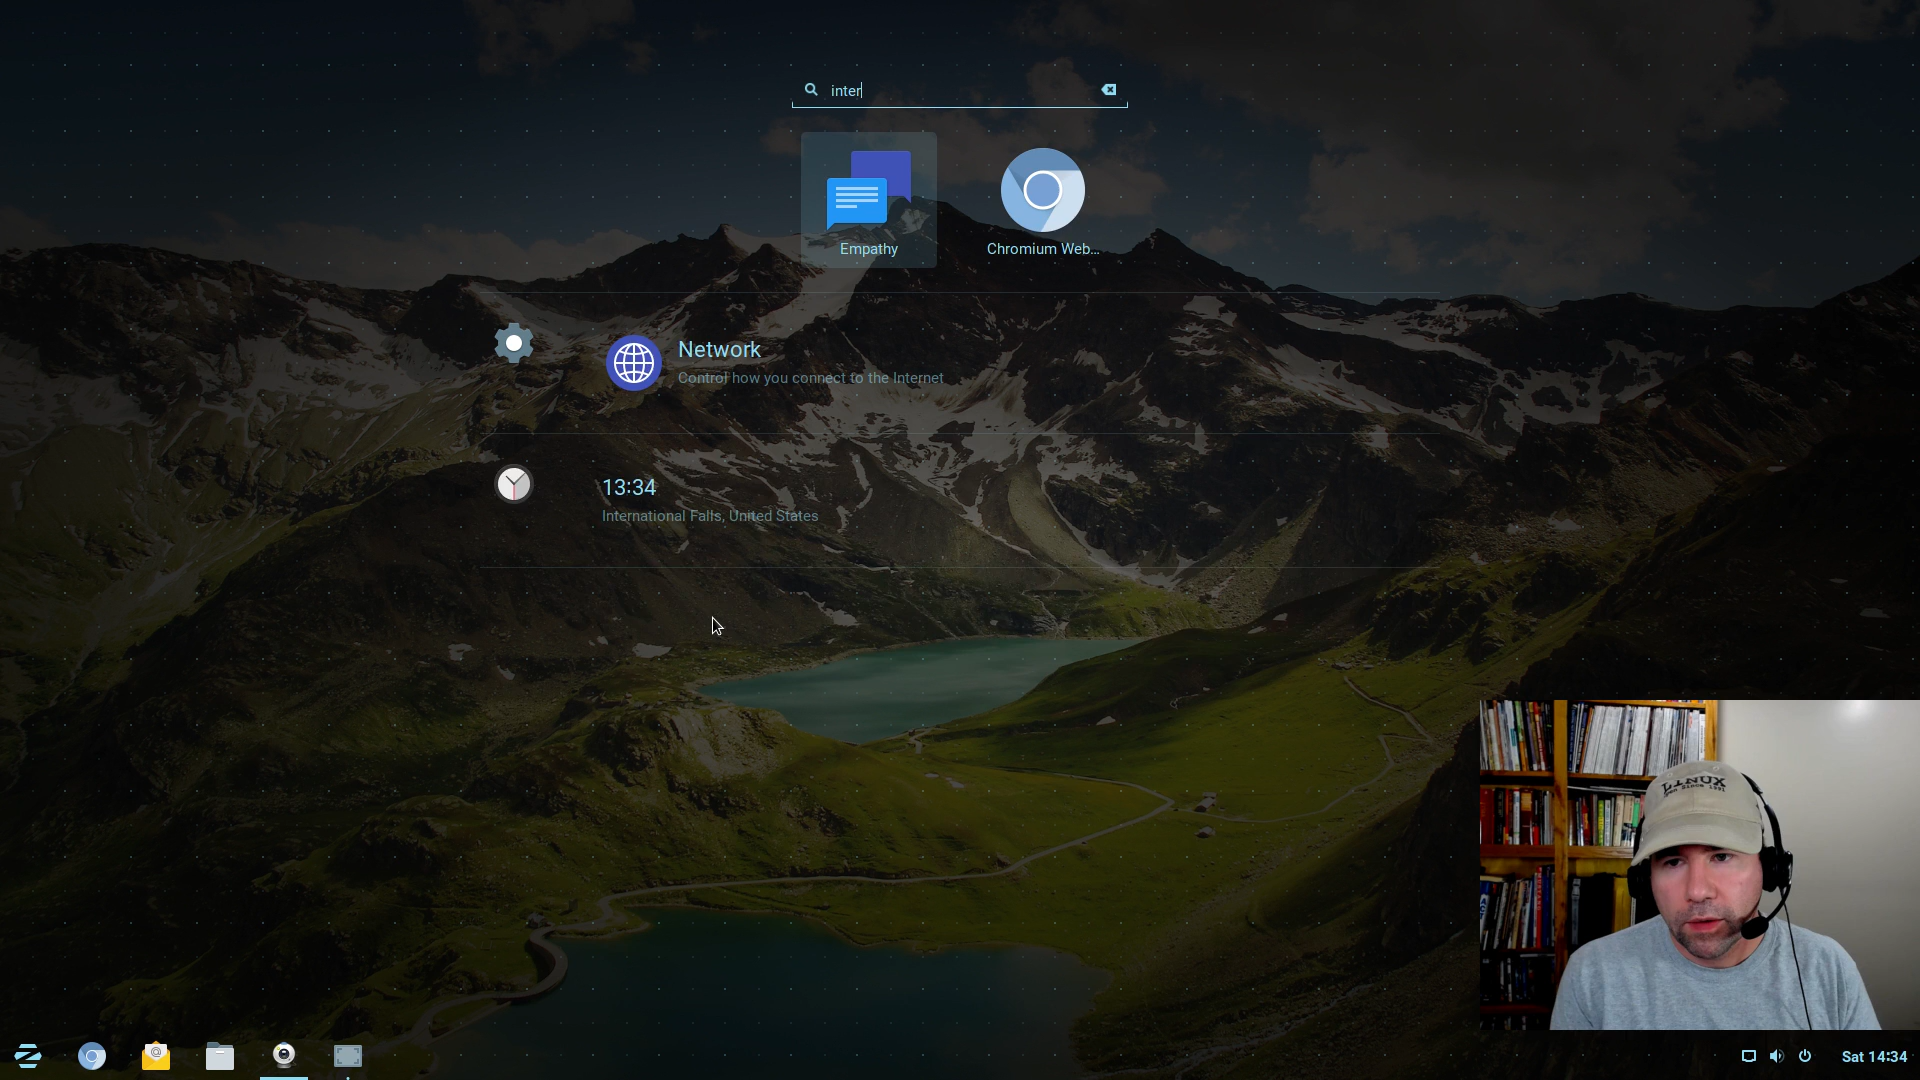 inter
Empathy
Chromium Web...
Network
Control how you connect to the Internet
13:34
International Falls, United States
LINUX
Sat 14:34